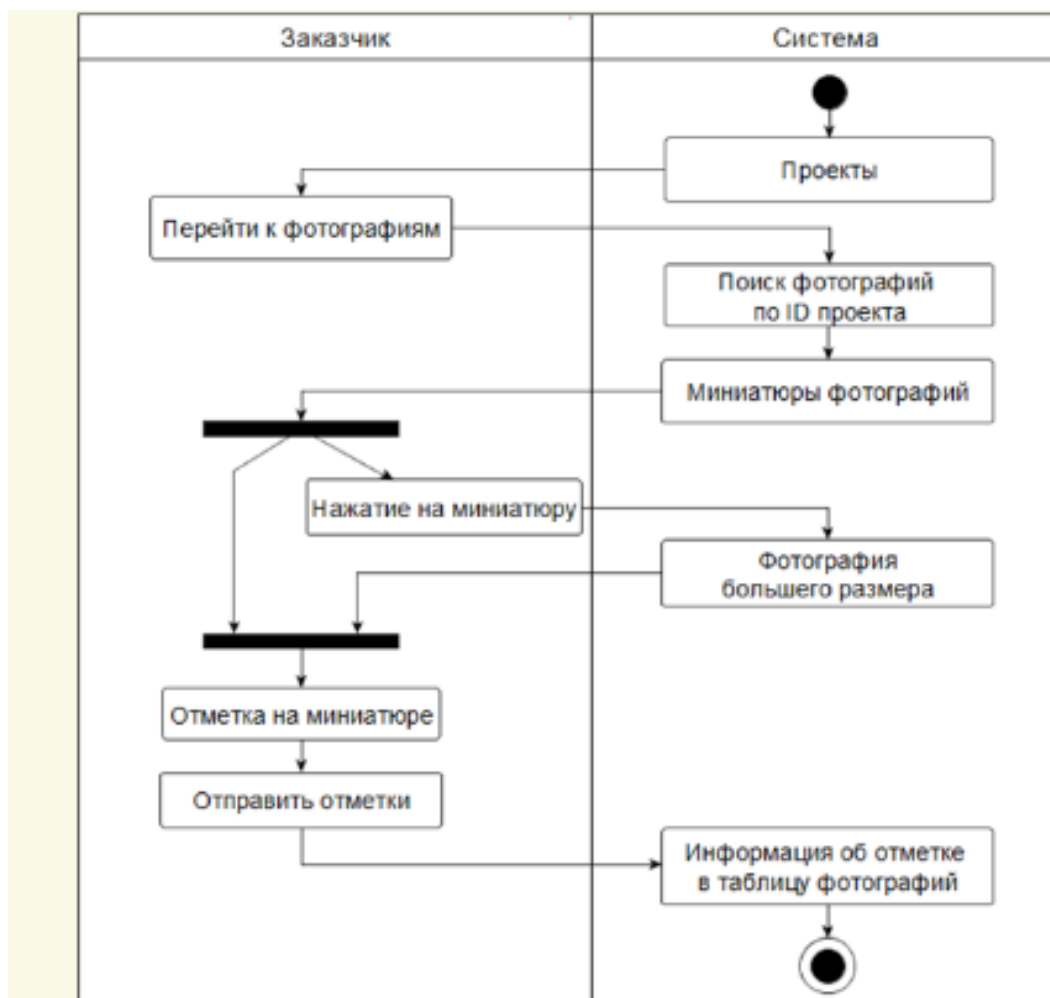 Заказчик
Система
Проекты
Перейти к фотографиям
Поиск фотографий
по ID проекта
Миниатюры фотографий
Нажатие на миниатюру
Фотография
большего размера
Отметка на миниатюре
Отправить отметки
Информация об отметке
в таблицу фотографий